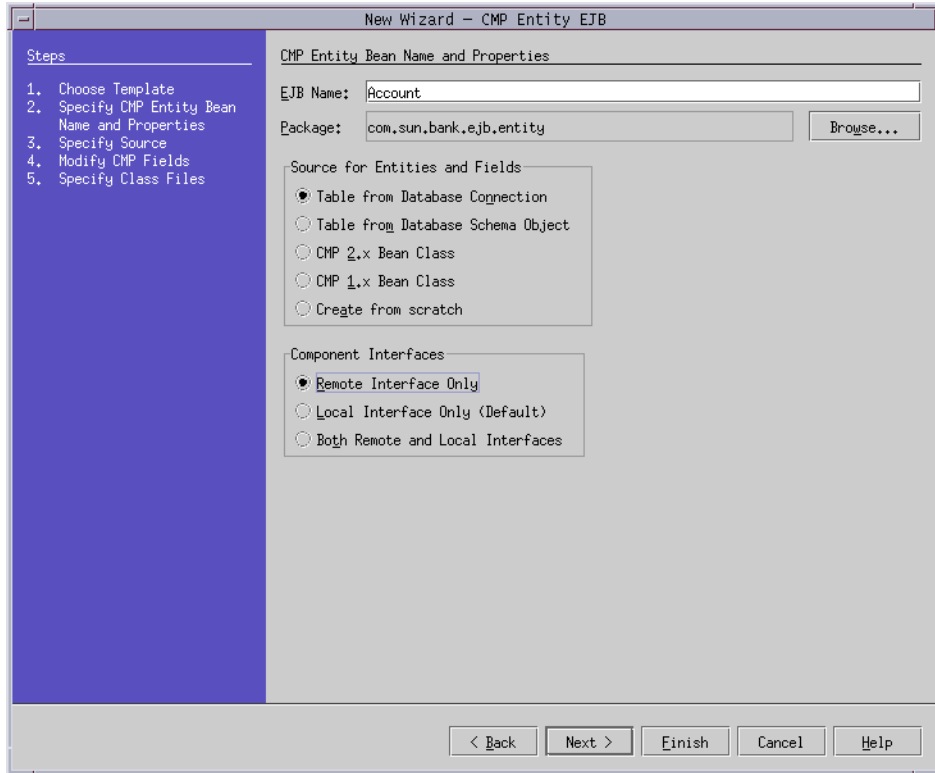 New Wizard – CMP Entity EJB
Steps
1. Choose Template
2. Specify CMP Entity Bean
Name and Properties
3. Specify Source
4. Modify CMP Fields
5. Specify Class Files
CMP Entity Bean Name and Properties
EJB Name: Account
Package: com.sun.bank.ejb.entity Browse...
Source for Entities and Fields
Table from Database Connection
Table from Database Schema Object
CMP 2.x Bean Class
CMP 1.x Bean Class
Create from scratch
Component Interfaces
Remote Interface Only
Local Interface Only (Default)
Both Remote and Local Interfaces
< Back Next > Finish Cancel Help